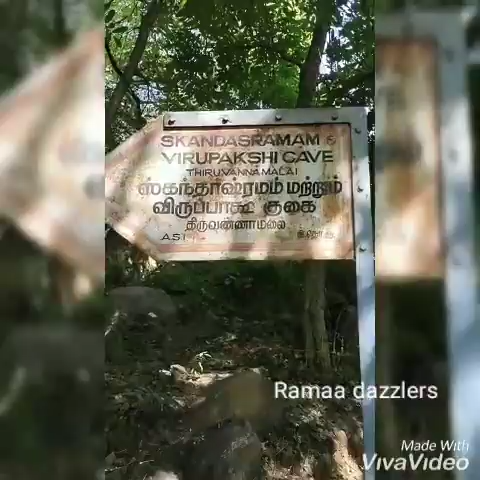 SKANDASRAMAM &
VIRUPAKSHI CAVE
THIRUVANNAMALAI
ஸ்கந்தாஷ்ரமம் மற்றும்
விருப்பாக்ஷ குகை
திருவண்ணாமலை
A.S.I
Ramaa dazzlers
Made With
VivaVideo